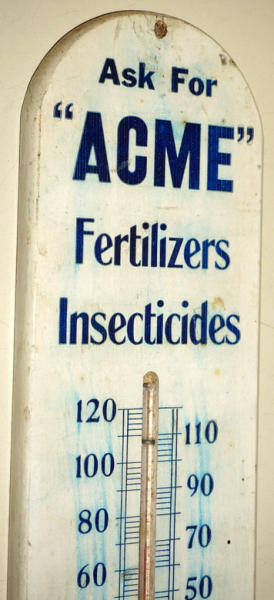 Ask For
"ACME"
Fertilizers
Insecticides
120
110
100
90
80
70
60
50